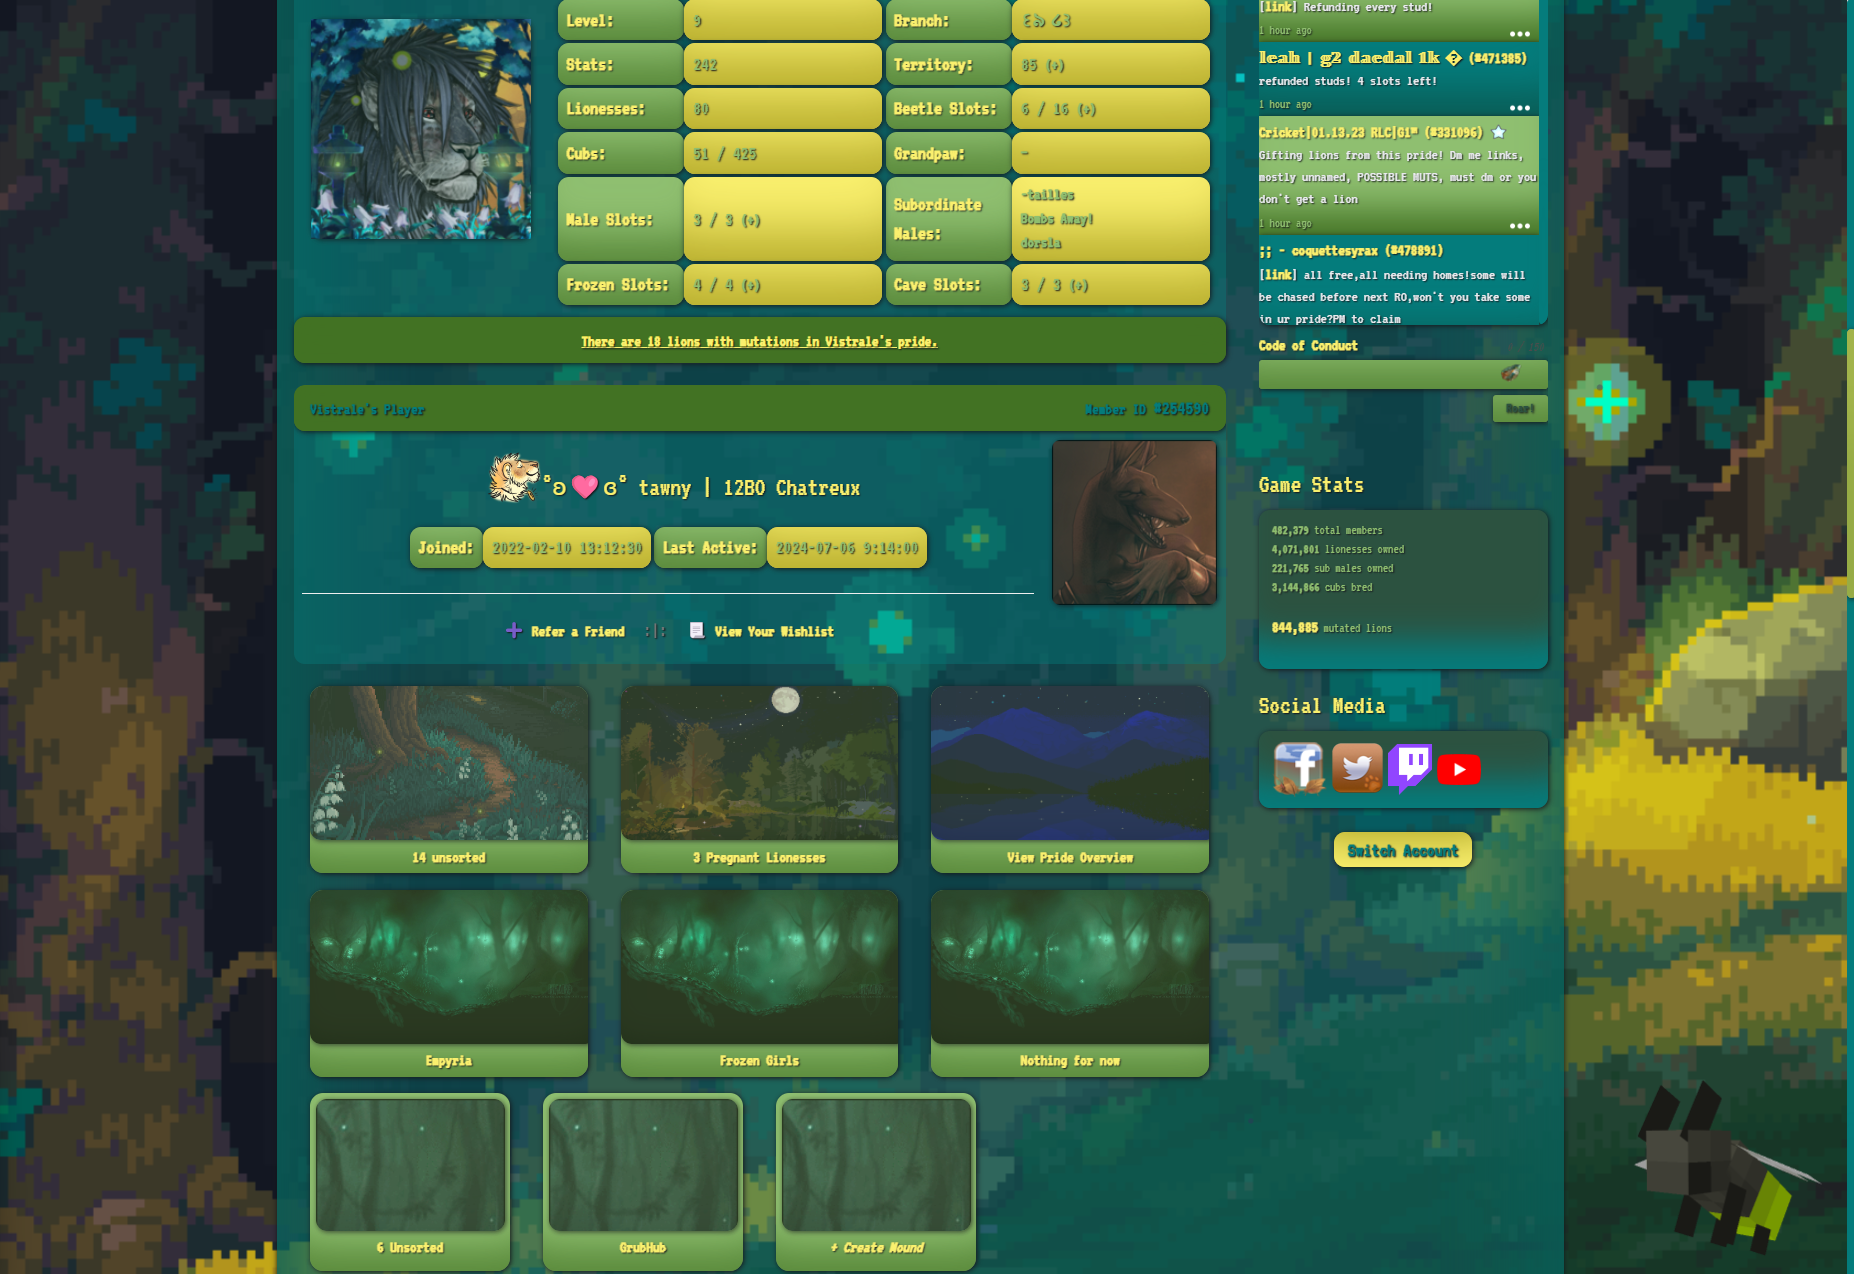 Level: 9 Branch:
Stats: 242 Territory: 85 (+)
Lionesses: 80 Beetle Slots: 6 / 16 (+)
Cubs: 51 / 425 Grandpaw: -
Male Slots: 3 / 3 (+) Subordinate Males: ~tailles
Bombs Away!
dorsia
Frozen Slots: 4 / 4 (+) Cave Slots: 3 / 3 (+)
There are 18 lions with mutations in Vistrale's pride.
Vistrale's Player Member ID #254590
°ʚ💗ɞ° tawny | 12BO Chatreux
Joined: 2022-02-10 13:12:30 Last Active: 2024-07-06 9:14:00
Refer a Friend :|: View Your Wishlist
14 unsorted
3 Pregnant Lionesses
View Pride Overview
Empyria
Frozen Girls
Nothing for now
6 Unsorted
GrubHub
+ Create Mound
[link] Refunding every stud!
1 hour ago
leah | g2 daedal 1k � (#471385)
refunded studs! 4 slots left!
1 hour ago
Cricket|01.13.23 RLC|G1™ (#331096)
Gifting lions from this pride! Dm me links,
mostly unnamed, POSSIBLE MUTS, must dm or you
don't get a lion
1 hour ago
;; - coquettesyrax (#478891)
[link] all free,all needing homes!some will
be chased before next RO,won't you take some
in ur pride?PM to claim
Code of Conduct
Roar!
Game Stats
482,379 total members
4,071,801 lionesses owned
221,765 sub males owned
3,144,866 cubs bred
844,885 mutated lions
Social Media
Switch Account